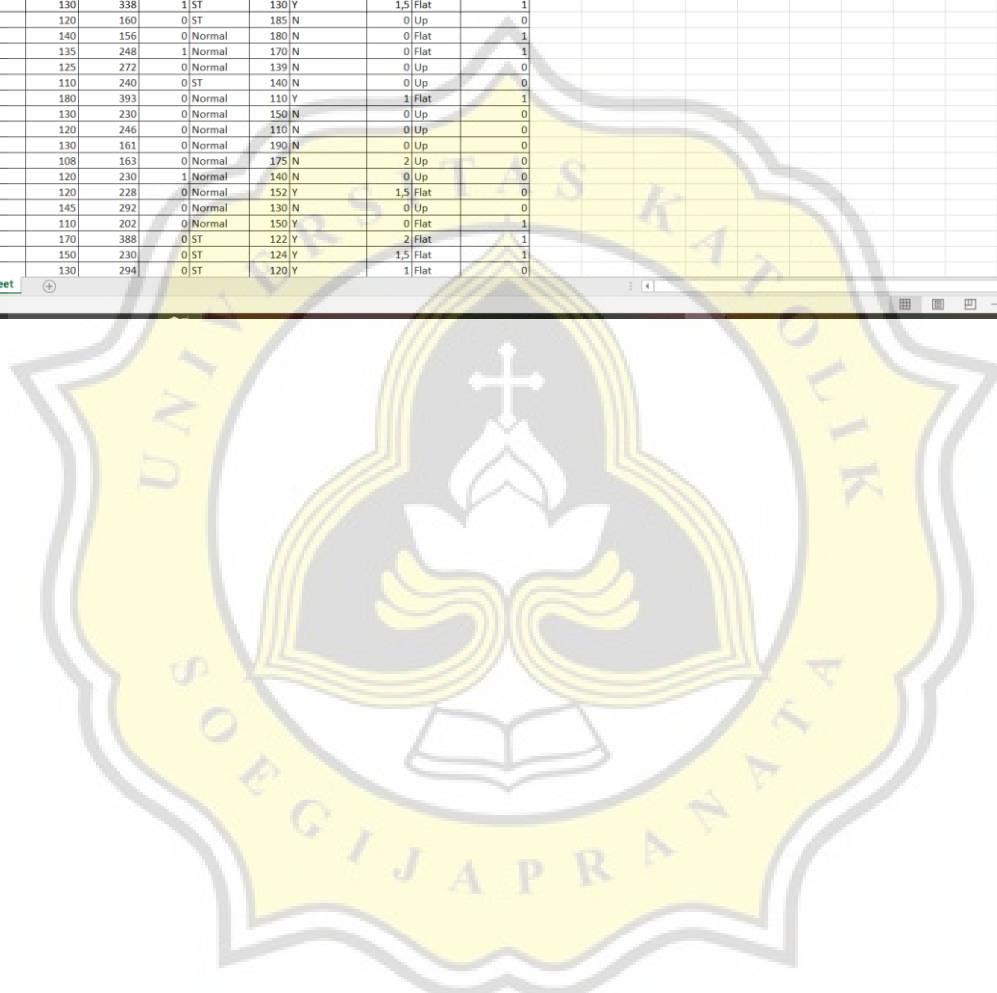 130 338 1 ST 130 Y 1,5 Flat 1
120 160 0 ST 185 N 0 Up 0
140 156 0 Normal 180 N 0 Flat 1
135 248 1 Normal 170 N 0 Flat 1
125 272 0 Normal 139 N 0 Up 0
110 240 0 ST 140 N 0 Up 0
180 393 0 Normal 110 Y 1 Flat 1
130 230 0 Normal 150 N 0 Up 0
120 246 0 Normal 110 N 0 Up 0
130 161 0 Normal 190 N 0 Up 0
108 163 0 Normal 175 N 2 Up 0
120 230 1 Normal 140 N 0 Up 0
120 228 0 Normal 152 Y 1,5 Flat 0
145 292 0 Normal 130 N 0 Up 0
110 202 0 Normal 150 Y 0 Flat 1
170 388 0 ST 122 Y 2 Flat 1
150 230 0 ST 124 Y 1,5 Flat 1
130 294 0 ST 120 Y 1 Flat 0
eet
UNIVERSITAS KATOLIK
SOEGIJAPRANATA